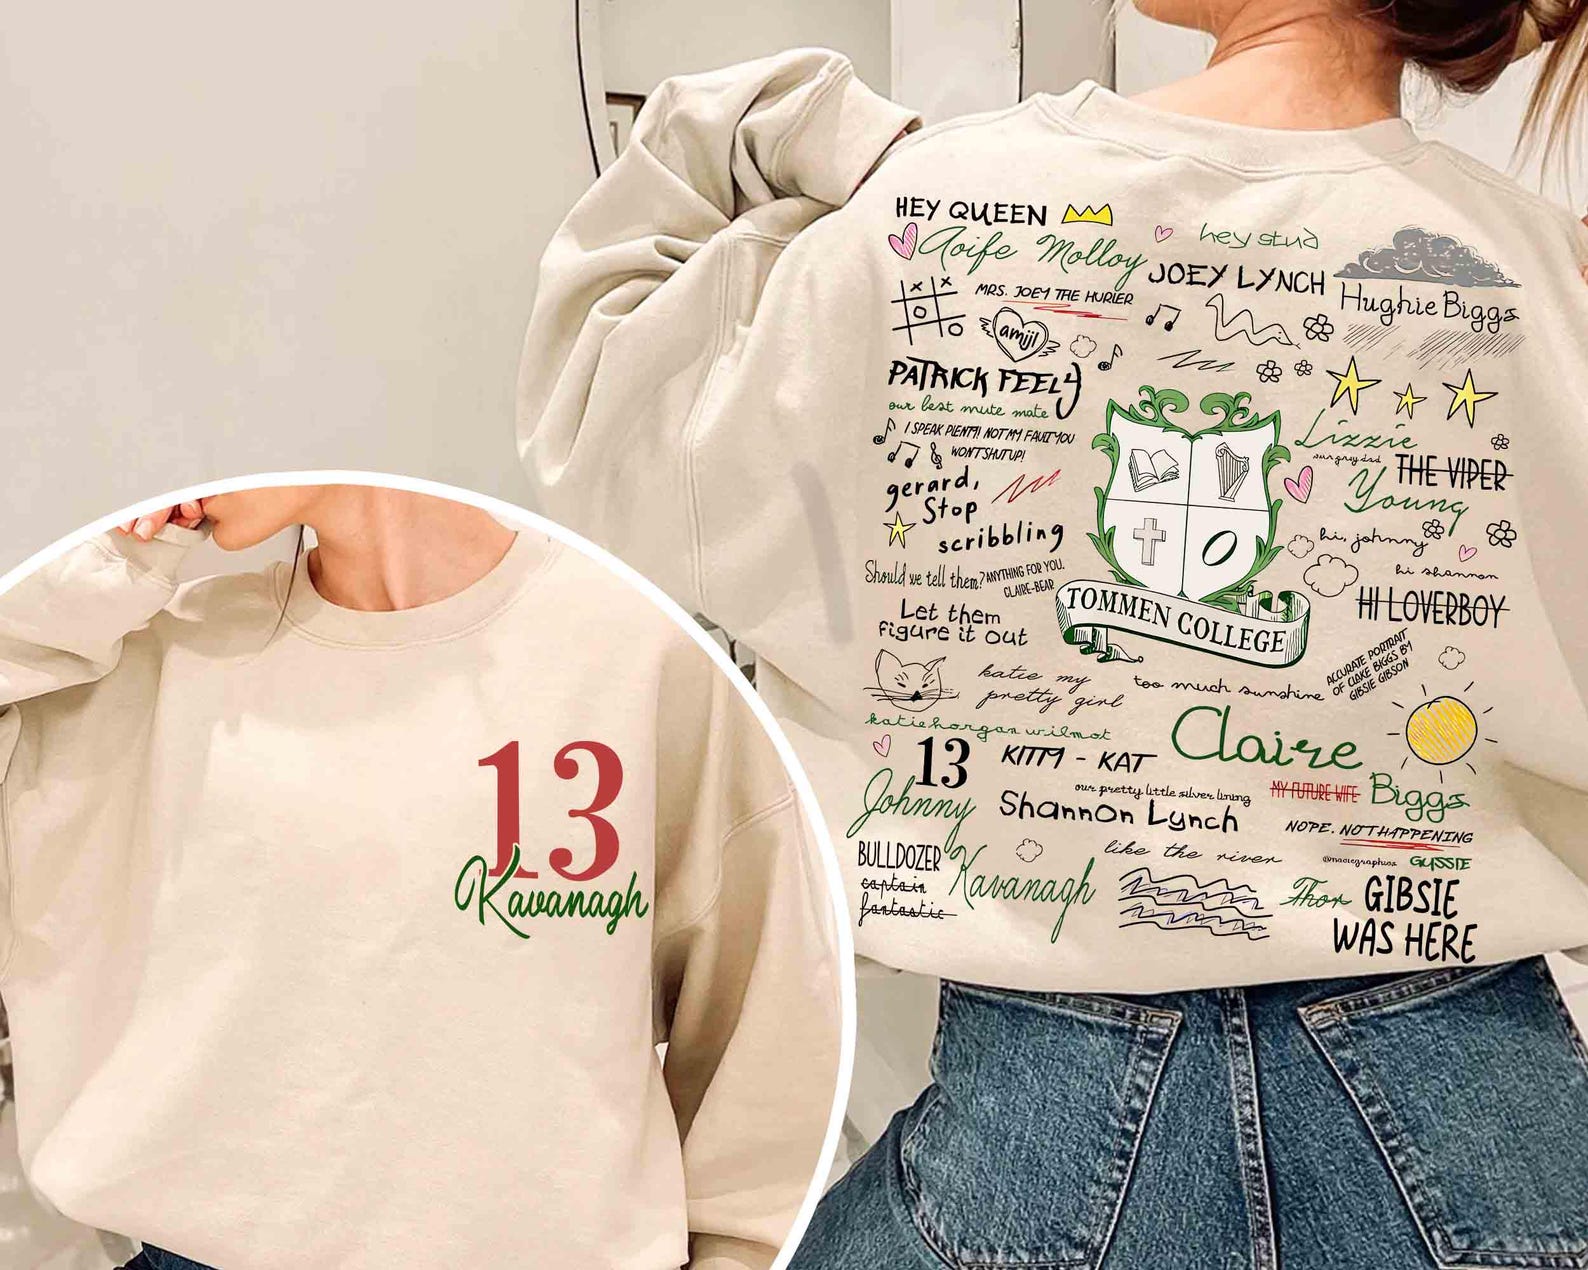 HEY QUEEN
Aoife Molloy
hey stud
JOEY LYNCH
Hughie Biggs
MRS. JOEY THE HURLER
x x
o
o
amijl
PATRICK FEELY
our best mute mate
I SPEAK PLENTY! NOT MY FAULT YOU
WON'T SHUT UP!
gerard,
Stop
scribbling
Lizzie
THE VIPER
Young
hi, johnny
hi shannon
HI LOVERBOY
Should we tell them?
ANYTHING FOR YOU.
CLAIRE-BEAR
Let them
figure it out
TOMMEN COLLEGE
ACCURATE PORTRAIT
OF CLAKE BIGGS BY
GIBSIE GIBSON
katie my
pretty girl
too much sunshine
katie horgan wilmot
13
KITTY - KAT
Claire
Biggs
MY FUTURE WIFE
our pretty little silver lining
Johnny
Shannon Lynch
NOPE. NOT HAPPENING
like the river
GUSSIE
BULLDOZER
captain
fantastic
Kavanagh
Thor
GIBSIE
WAS HERE
13
Kavanagh